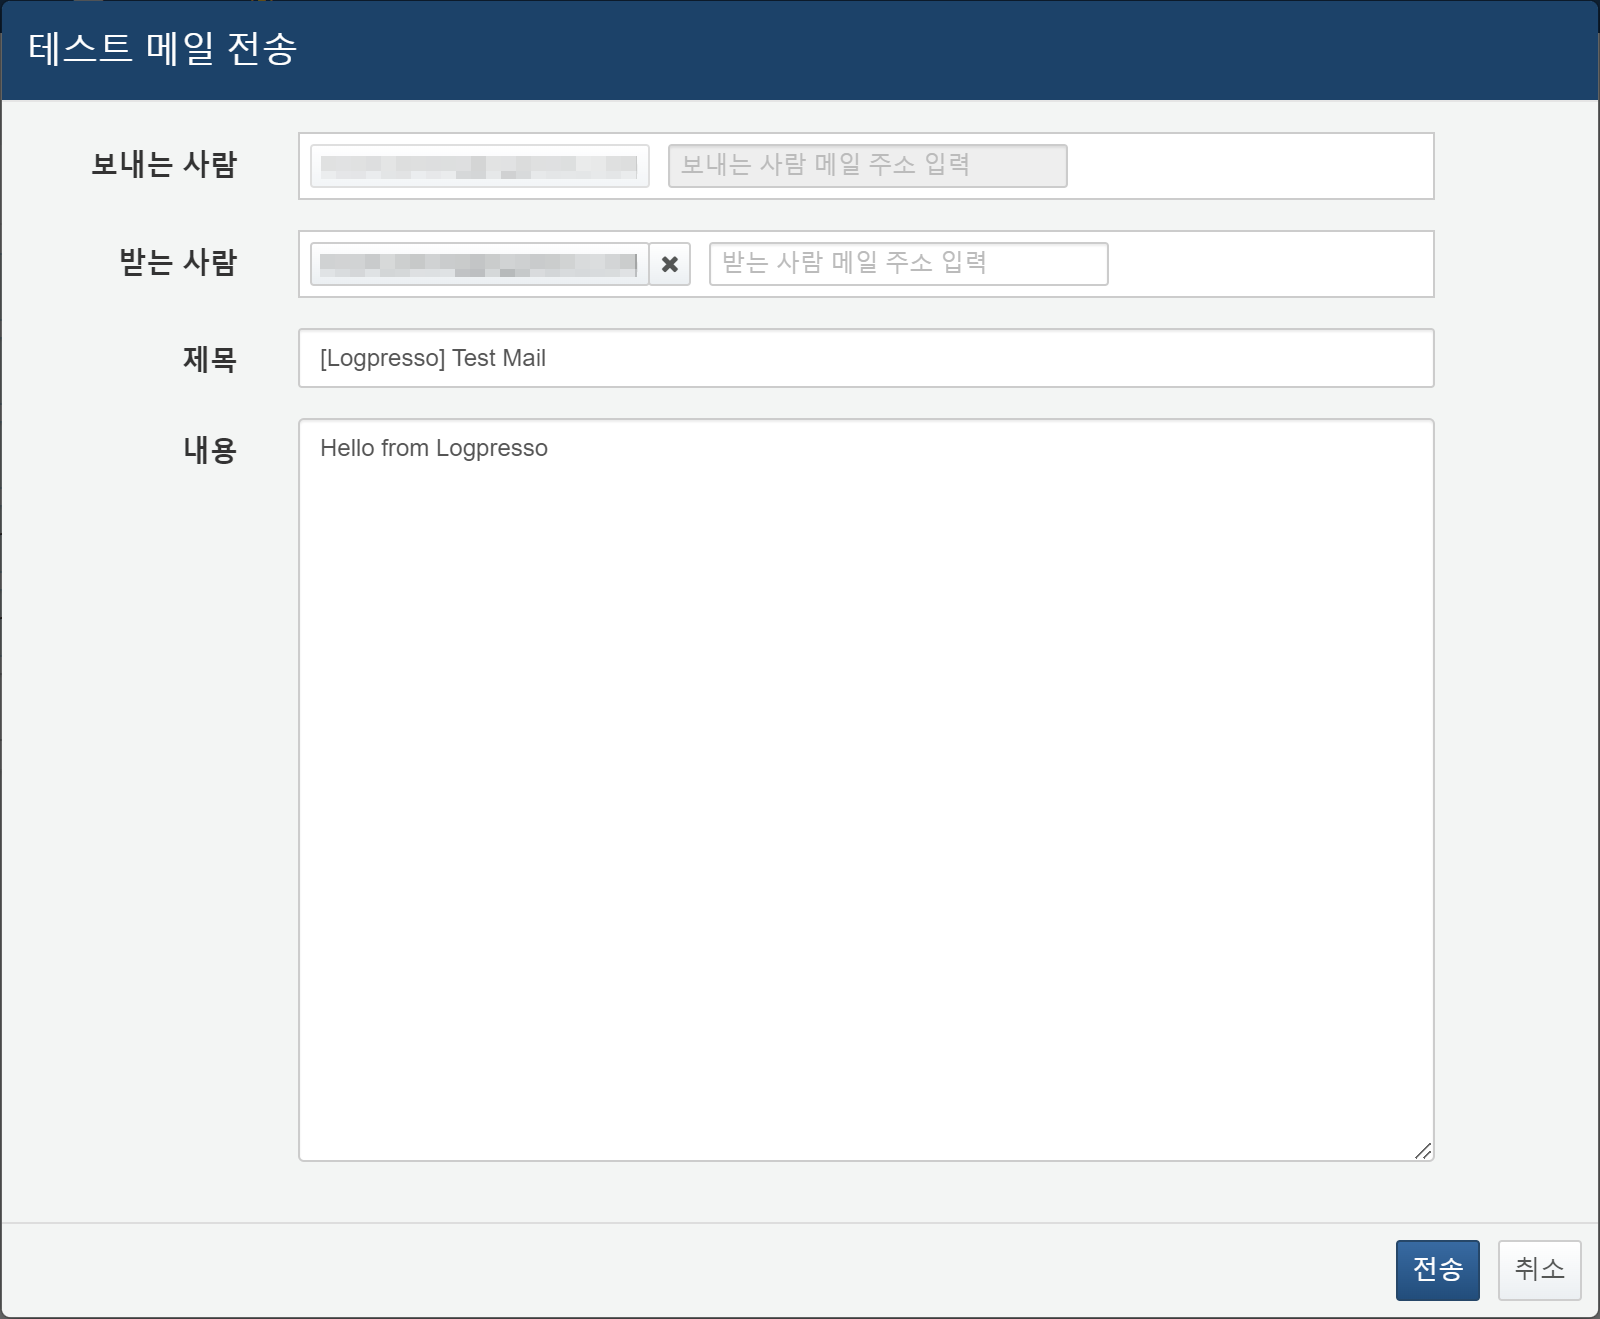 테스트 메일 전송
보내는 사람
보내는 사람 메일 주소 입력
받는 사람
받는 사람 메일 주소 입력
제목
[Logpresso] Test Mail
내용
Hello from Logpresso
전송
취소